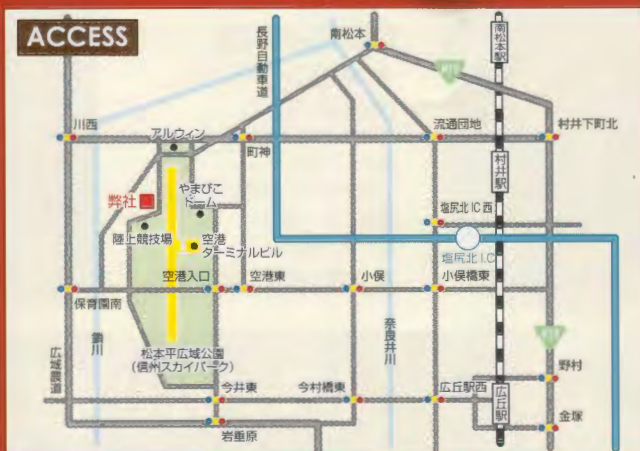 ACCESS
長野自動車道
南松本
南松本駅
川西
アルウィン
町神
流通団地
村井下町北
村井駅
弊社
やまびこ
ドーム
陸上競技場
空港
ターミナルビル
塩尻北IC西
塩尻北I.C
空港入口
空港東
小俣
小俣橋東
保育園南
広域農道
鎖川
奈良井川
松本平広域公園
(信州スカイパーク)
今井東
今村橋東
広丘駅西
広丘駅
野村
岩垂原
金塚